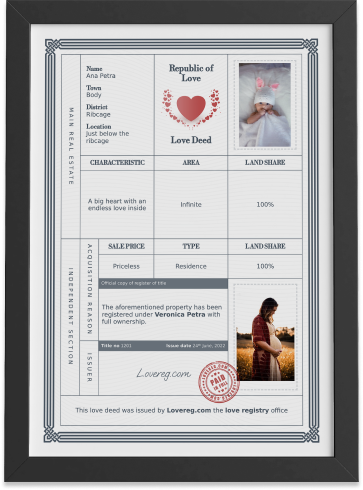 MAIN REAL ESTATE
Name
Ana Petra
Town
Body
District
Ribcage
Location
Just below the
ribcage
Republic of
Love
Love Deed
CHARACTERISTIC
AREA
LAND SHARE
A big heart with an
endless love inside
Infinite
100%
INDEPENDENT SECTION
ACQUISITION REASON
SALE PRICE
TYPE
LAND SHARE
Priceless
Residence
100%
Official copy of register of title
The aforementioned property has been
registered under Veronica Petra with
full ownership.
ISSUER
Title no 1201
Issue date 24th June, 2022
Lovereg.com
PAID
IN FULL
This love deed was issued by Lovereg.com the love registry office